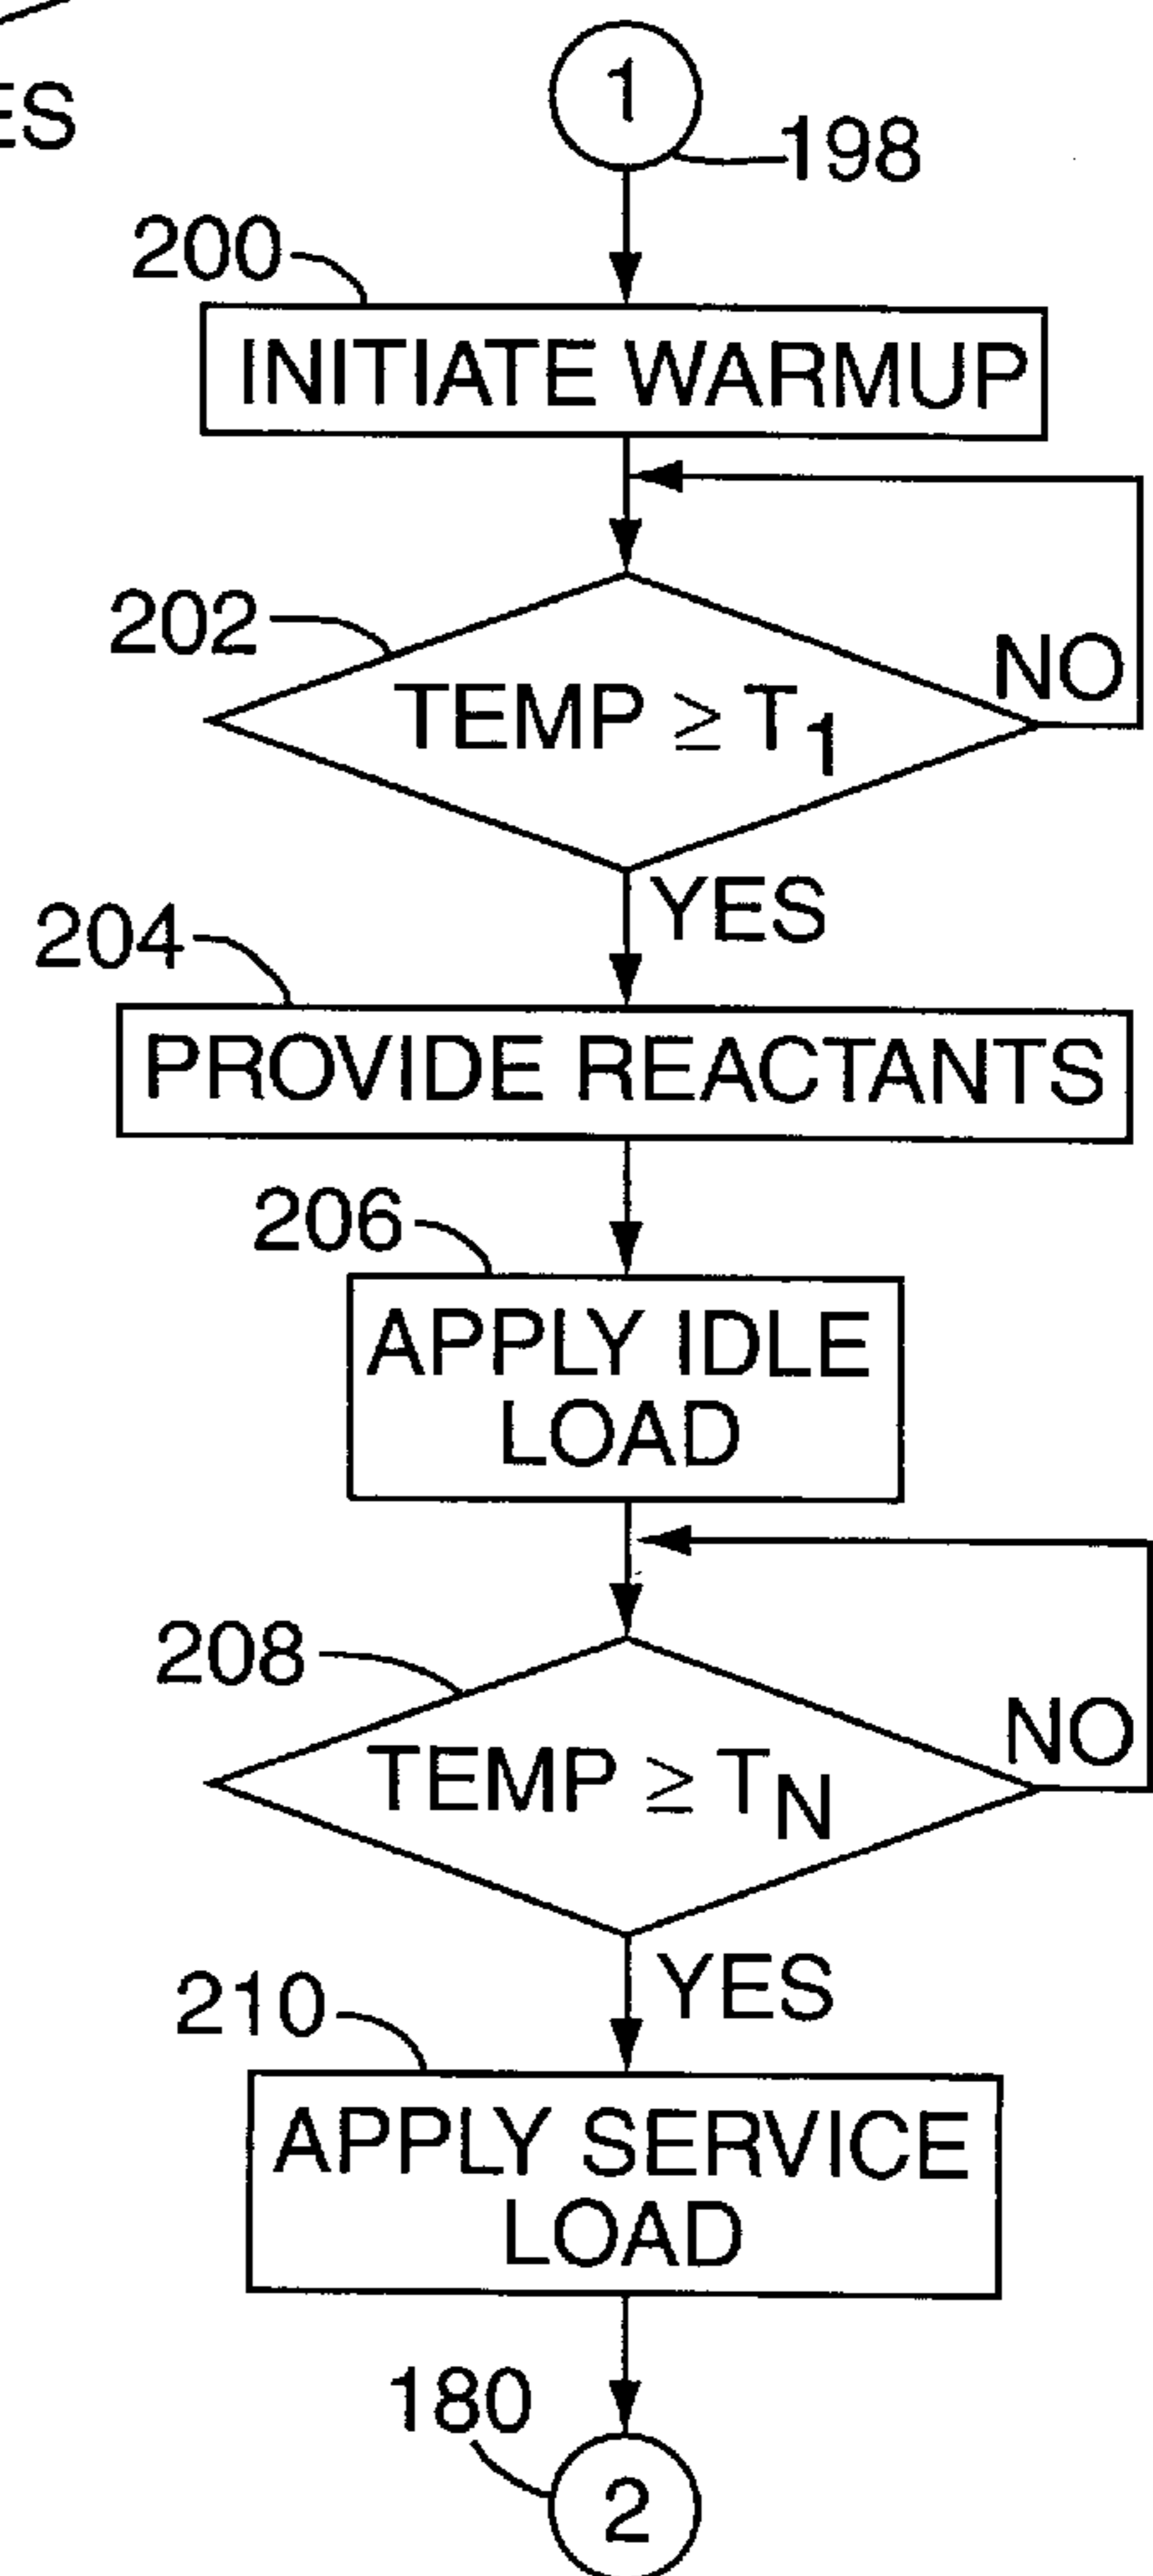 1
198
200
INITIATE WARMUP
202
TEMP ≥ T1
NO
YES
204
PROVIDE REACTANTS
206
APPLY IDLE
LOAD
208
TEMP ≥ TN
NO
YES
210
APPLY SERVICE
LOAD
180
2